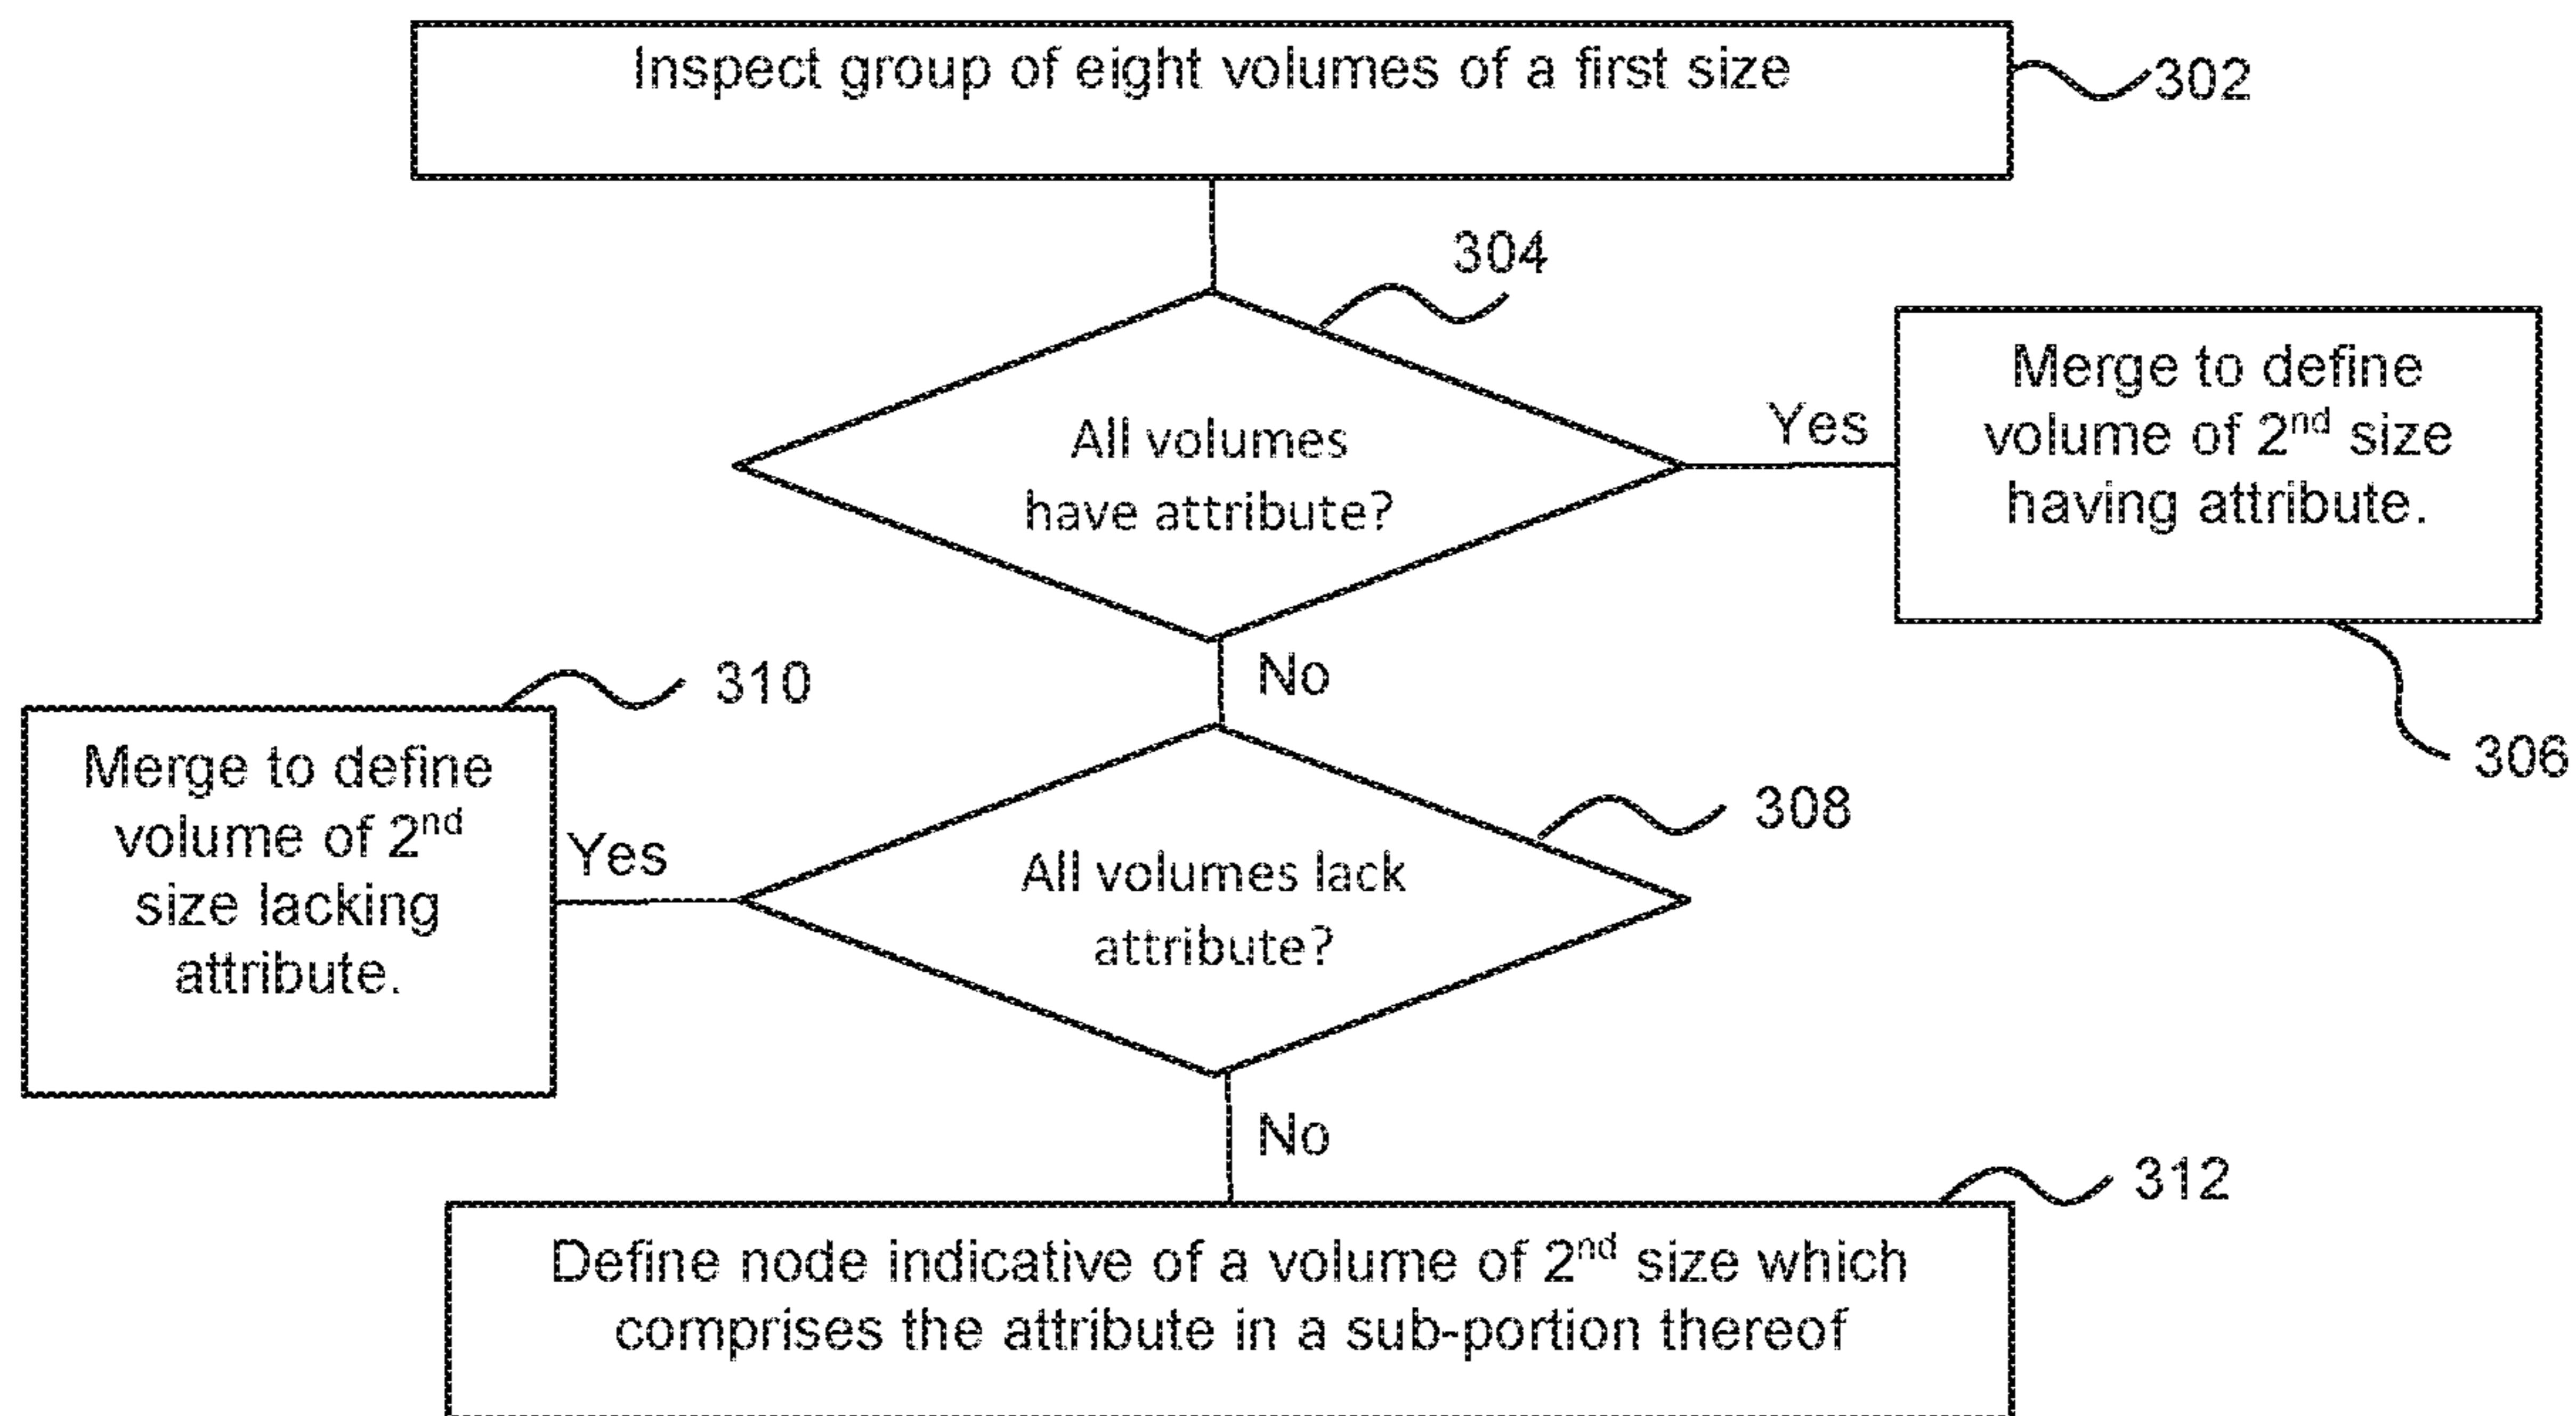 Inspect group of eight volumes of a first size
302
304
All volumes
have attribute?
Yes
Merge to define
volume of 2nd size
having attribute.
306
No
310
Merge to define
volume of 2nd
size lacking
attribute.
Yes
308
All volumes lack
attribute?
No
312
Define node indicative of a volume of 2nd size which
comprises the attribute in a sub-portion thereof